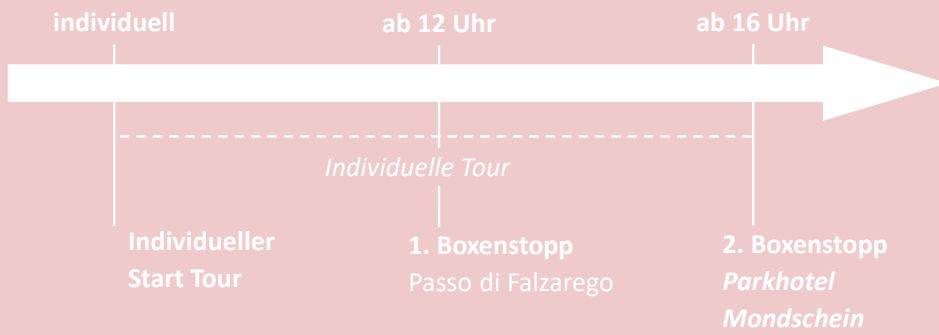 individuell
ab 12 Uhr
ab 16 Uhr
Individuelle Tour
Individueller
Start Tour
1. Boxenstopp
Passo di Falzarego
2. Boxenstopp
Parkhotel
Mondschein